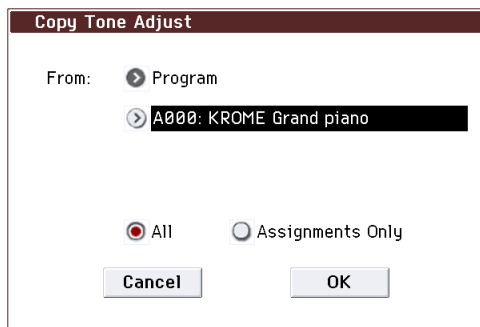 Copy Tone Adjust
From: Program
A000: KROME Grand piano
All Assignments Only
Cancel OK